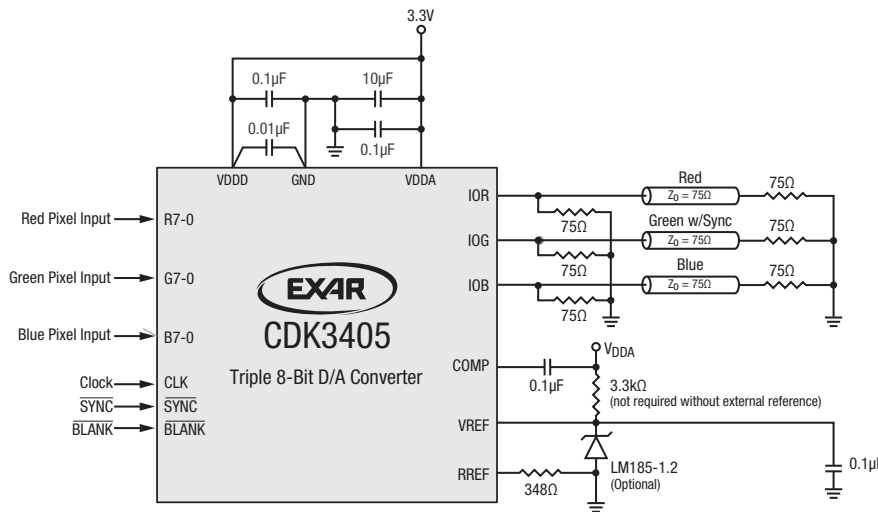 3.3V
0.1µF
10µF
0.01µF
0.1µF
VDDD
GND
VDDA
IOR
Red
Z₀ = 75Ω
75Ω
75Ω
Red Pixel Input
R7-0
IOG
Green w/Sync
Z₀ = 75Ω
75Ω
75Ω
Green Pixel Input
G7-0
IOB
Blue
Z₀ = 75Ω
75Ω
75Ω
EXAR
CDK3405
Triple 8-Bit D/A Converter
Blue Pixel Input
B7-0
Clock
CLK
SYNC
SYNC
BLANK
BLANK
COMP
0.1µF
VDDA
3.3kΩ
(not required without external reference)
VREF
LM185-1.2
(Optional)
RREF
348Ω
0.1µ